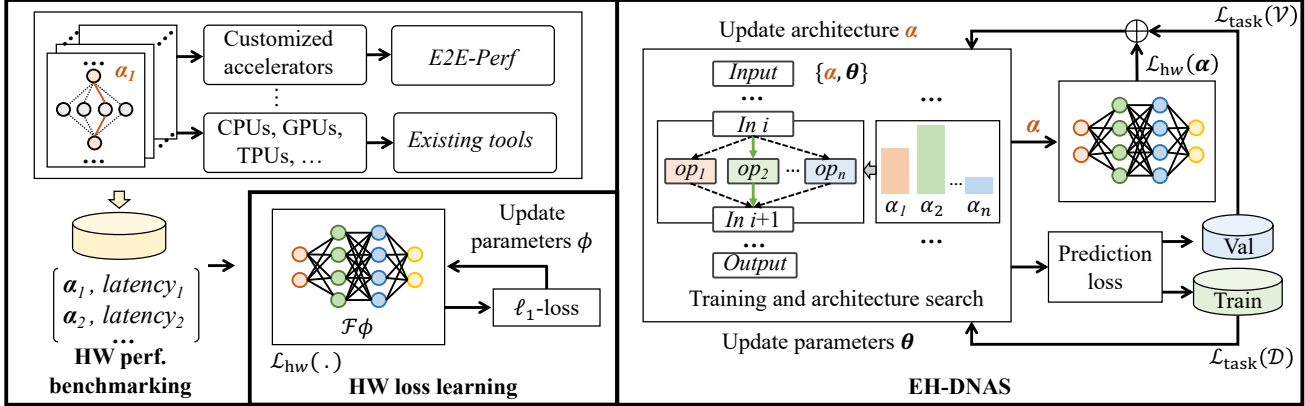 α1
Customized
accelerators
E2E-Perf
CPUs, GPUs,
TPUs, …
Existing tools
α1 , latency1
α2 , latency2
…
HW perf.
benchmarking
Update
parameters ϕ
ℱϕ
ℓ1-loss
ℒhw(.)
HW loss learning
Update architecture α
ℒtask(𝒱)
Input
{α, θ}
ℒhw(α)
In i
op1
op2
...
opn
α1
α2
...
αn
α
In i+1
Output
Training and architecture search
Prediction
loss
Val
Train
Update parameters θ
ℒtask(𝒟)
EH-DNAS